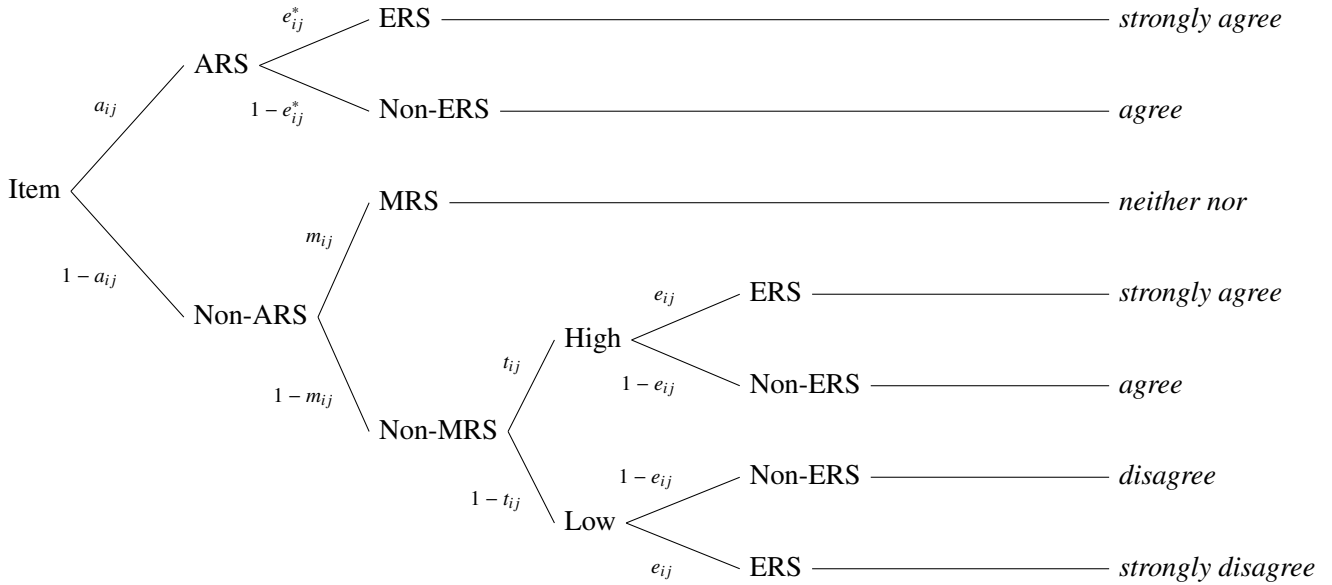 e*ij ERS strongly agree
ARS
aij
1 − e*ij Non-ERS agree
Item
MRS neither nor
mij
1 − aij
eij ERS strongly agree
Non-ARS
High
tij
1 − eij Non-ERS agree
1 − mij
Non-MRS
1 − eij Non-ERS disagree
1 − tij
Low
eij ERS strongly disagree